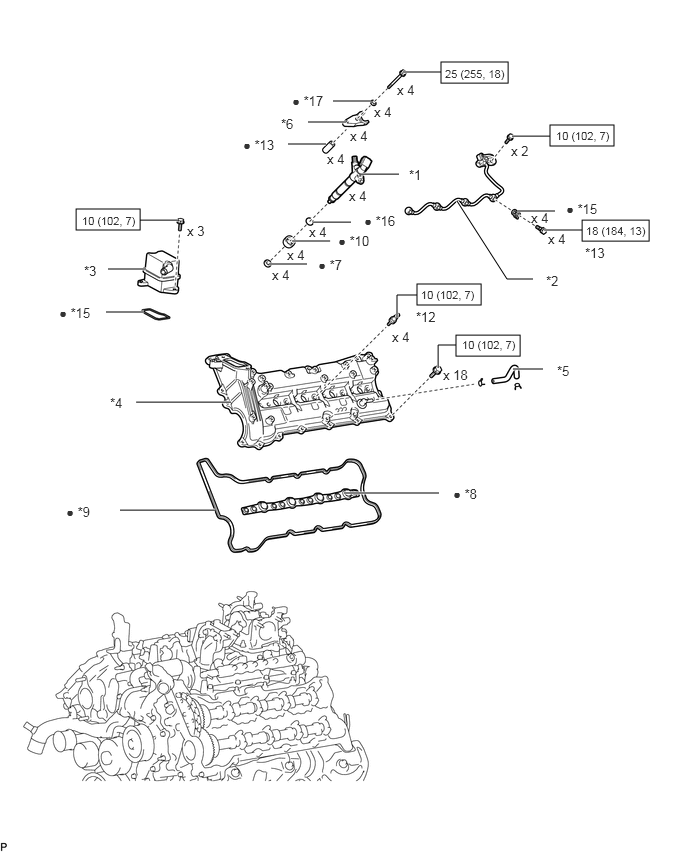 25 (255, 18)
x 4
● *17
x 4
*6
x 4
● *13
x 4
10 (102, 7)
x 2
*1
x 4
● *16
x 4
● *10
x 4
● *7
x 4
● *15
x 4
18 (184, 13)
x 4
*13
*2
10 (102, 7)
x 3
*3
● *15
10 (102, 7)
*12
x 4
10 (102, 7)
x 18
*5
A
*4
● *8
● *9
P